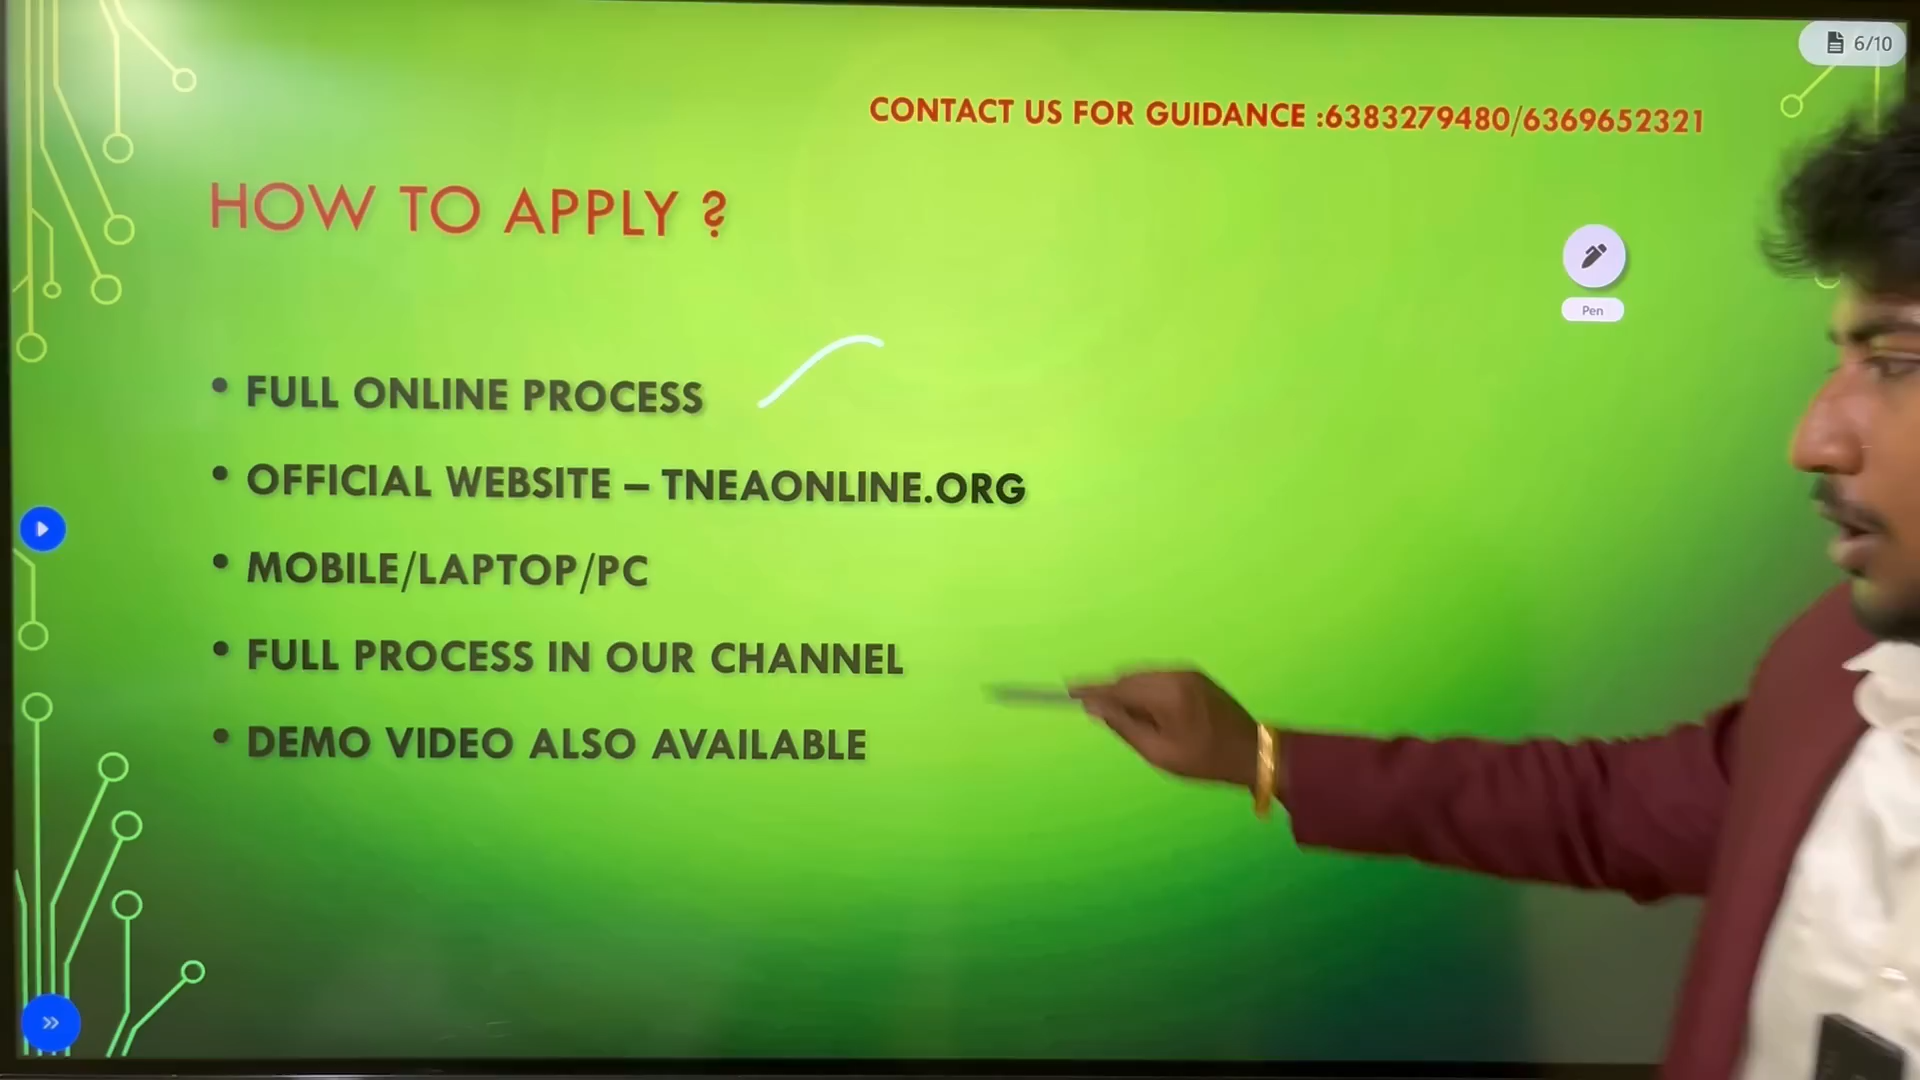 6/10
CONTACT US FOR GUIDANCE :6383279480/6369652321
HOW TO APPLY ?
Pen
• FULL ONLINE PROCESS
• OFFICIAL WEBSITE – TNEAONLINE.ORG
• MOBILE/LAPTOP/PC
• FULL PROCESS IN OUR CHANNEL
• DEMO VIDEO ALSO AVAILABLE